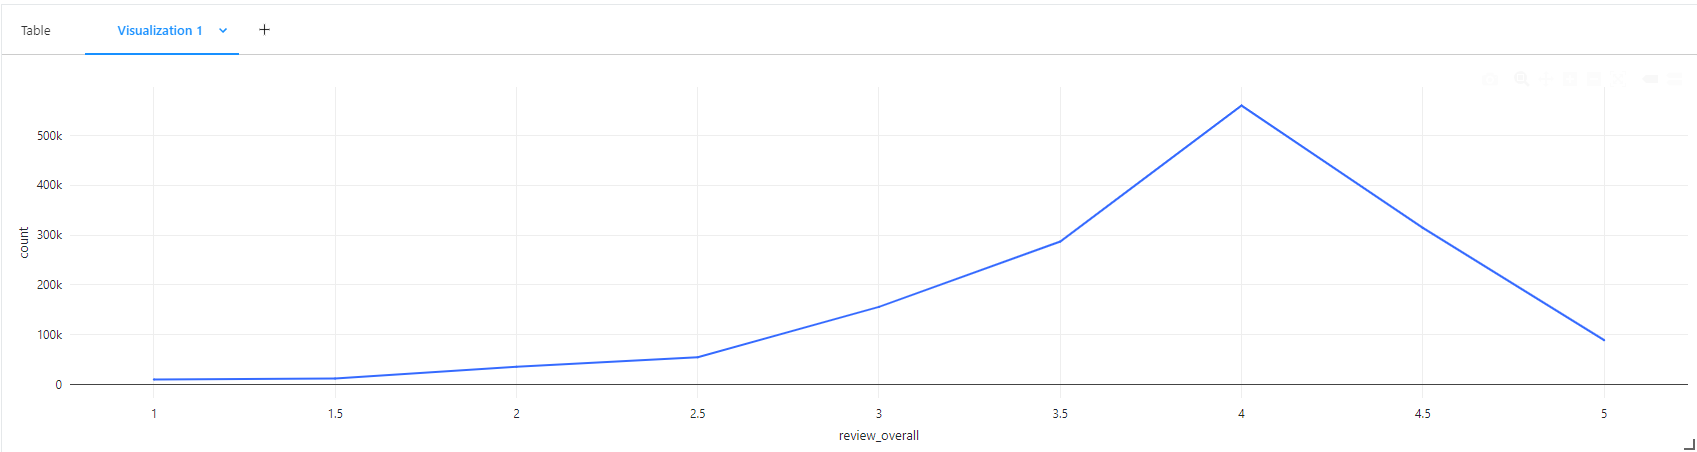 Table
Visualization 1
+
500k
400k
300k
200k
100k
0
count
1 1.5 2 2.5 3 3.5 4 4.5 5
review_overall